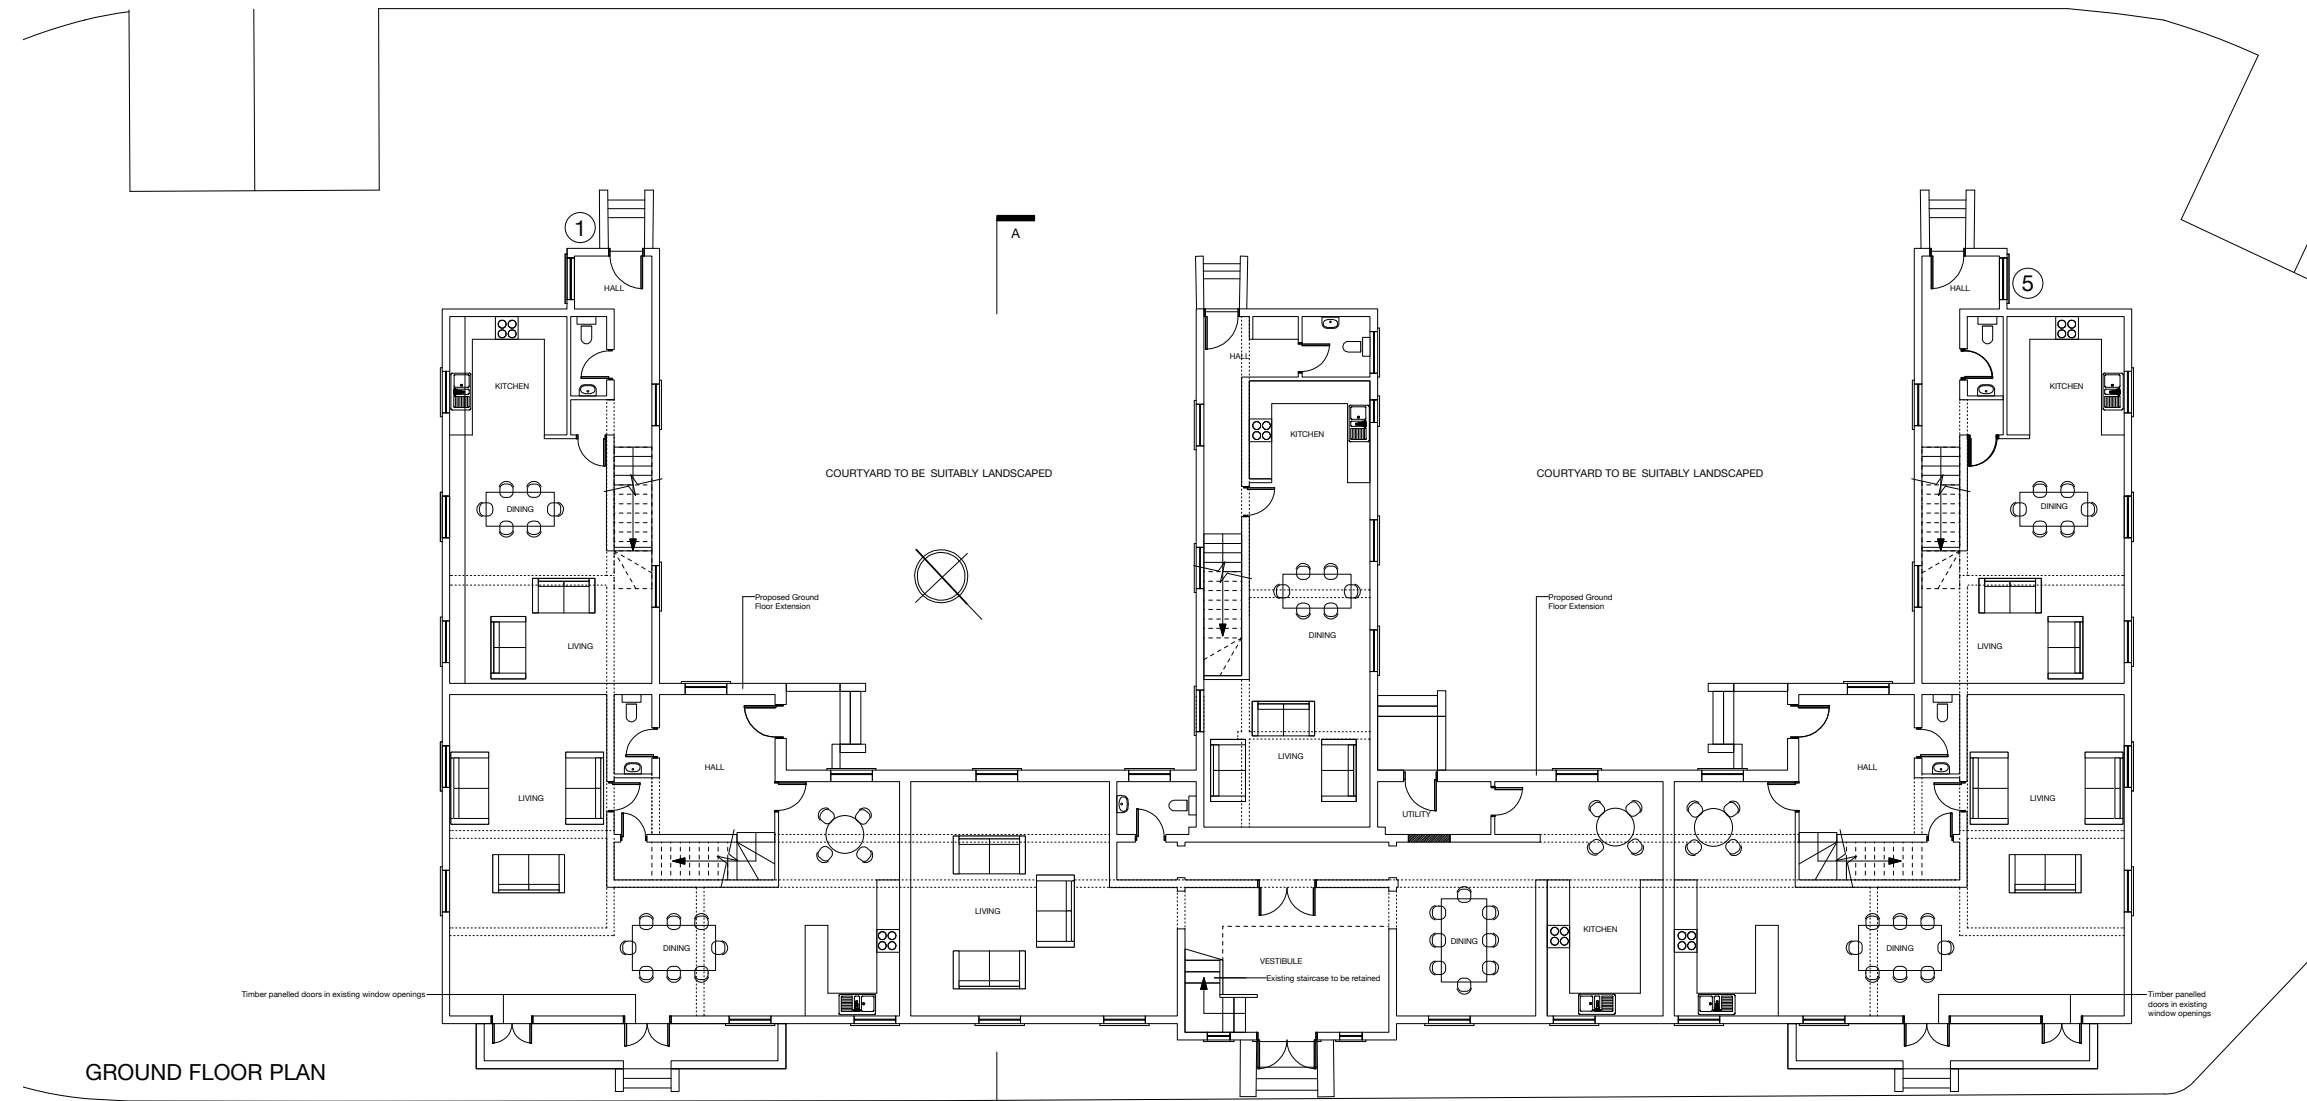 1
A
5
HALL
HALL
HALL
KITCHEN
KITCHEN
KITCHEN
COURTYARD TO BE SUITABLY LANDSCAPED
COURTYARD TO BE SUITABLY LANDSCAPED
DINING
DINING
Proposed Ground
Floor Extension
Proposed Ground
Floor Extension
DINING
LIVING
LIVING
LIVING
HALL
HALL
LIVING
LIVING
UTILITY
LIVING
KITCHEN
DINING
DINING
DINING
VESTIBULE
Existing staircase to be retained
Timber panelled doors in existing window openings
Timber panelled
doors in existing
window openings
GROUND FLOOR PLAN